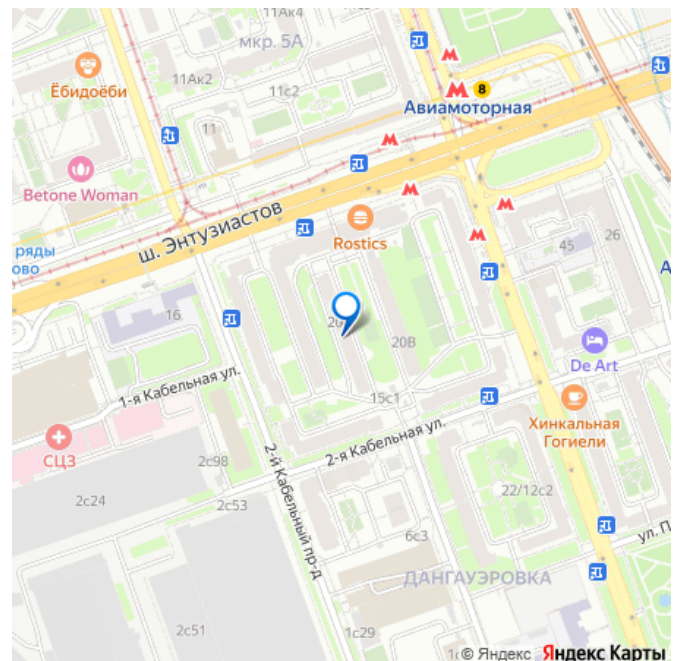 11Ак4
мкр. 5А
11Ак2
11с2
Ёбидоёби
8
Авиамоторная
11
Betone Woman
ш. Энтузиастов
Rostics
ряды
ово
45
26
16
20В
De Art
1-я Кабельная ул.
15с1
Хинкальная
Гогиели
2-я Кабельная ул.
СЦЗ
2с98
2с24
2с53
22/12с2
2-й Кабельный пр-д
6с3
ул. П
ДАНГАУЭРОВКА
2с51
1с29
© Яндекс Яндекс Карты